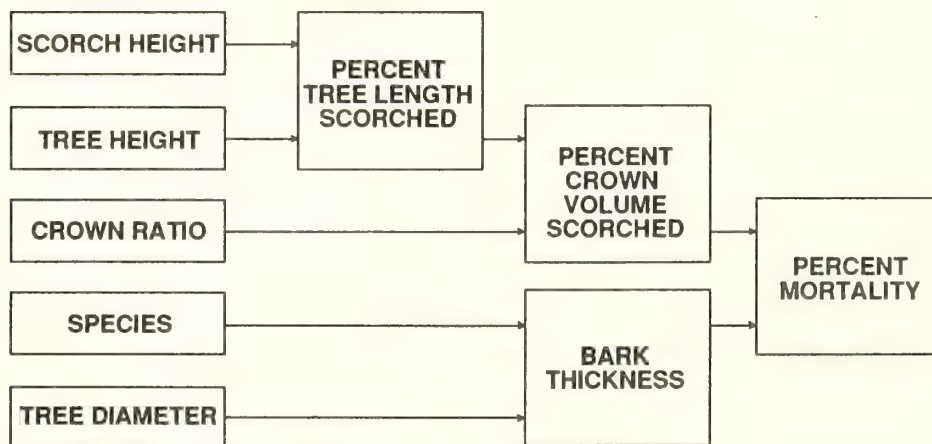 SCORCH HEIGHT
TREE HEIGHT
CROWN RATIO
SPECIES
TREE DIAMETER
PERCENT
TREE LENGTH
SCORCHED
PERCENT
CROWN
VOLUME
SCORCHED
BARK
THICKNESS
PERCENT
MORTALITY